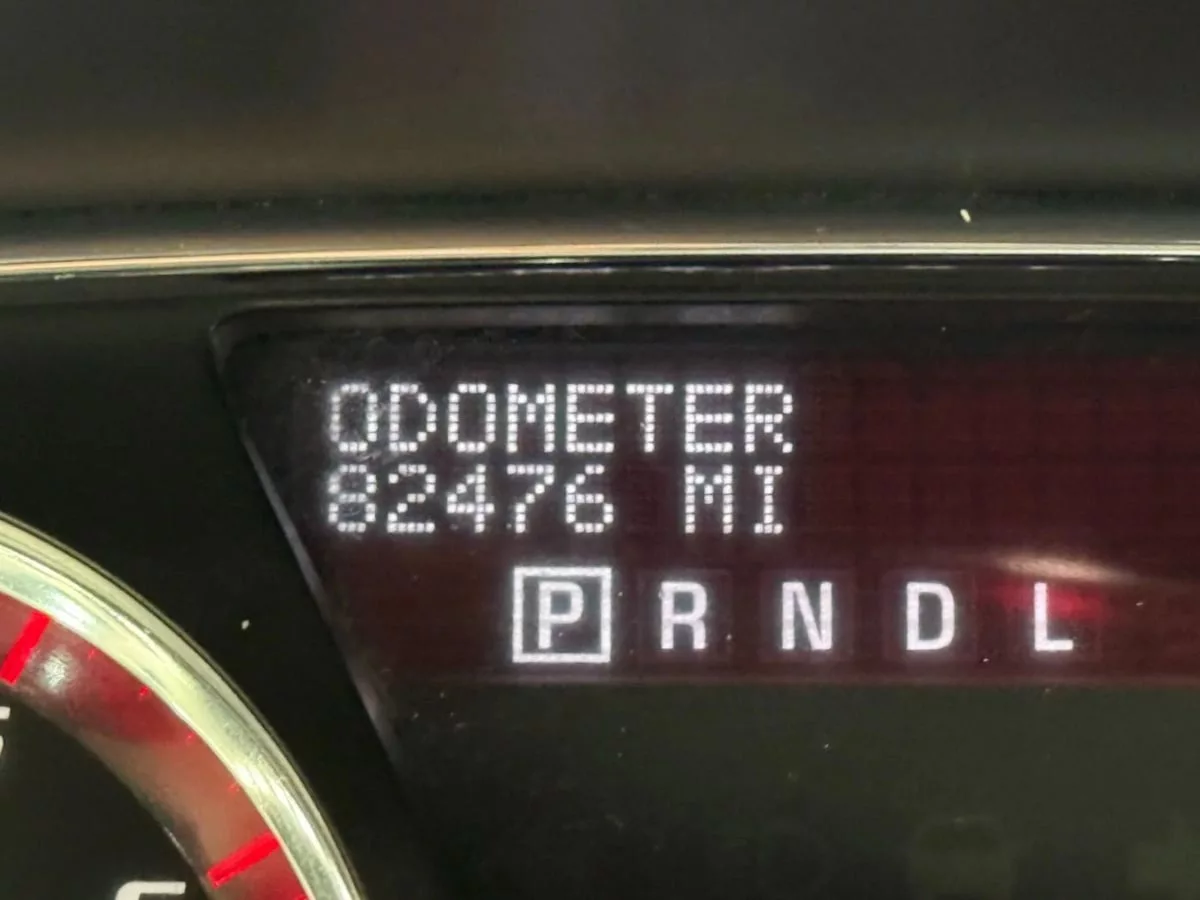 ODOMETER
82476 MI
P R N D L